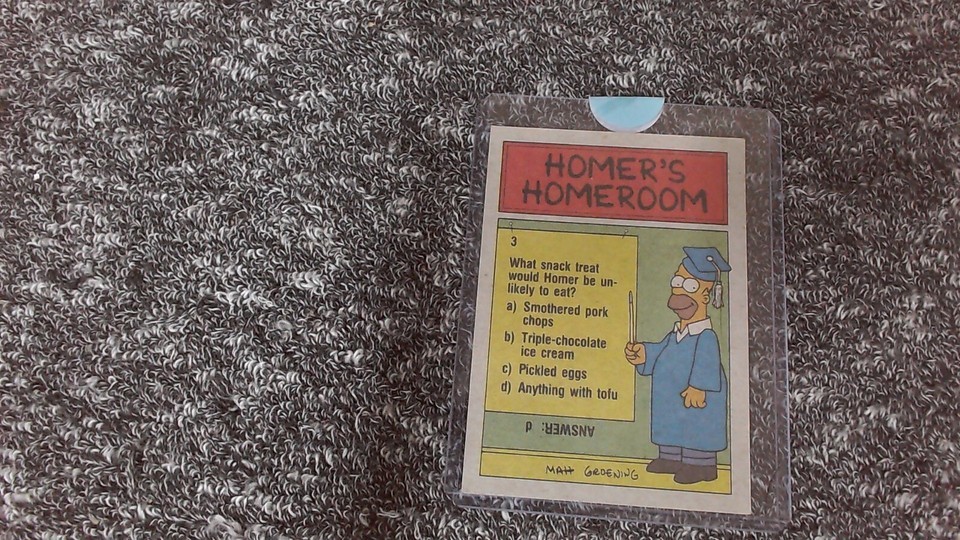 HOMER'S
HOMEROOM
3
What snack treat
would Homer be un-
likely to eat?
a) Smothered pork
chops
b) Triple-chocolate
ice cream
c) Pickled eggs
d) Anything with tofu
ANSWER: d
MATT GROENING